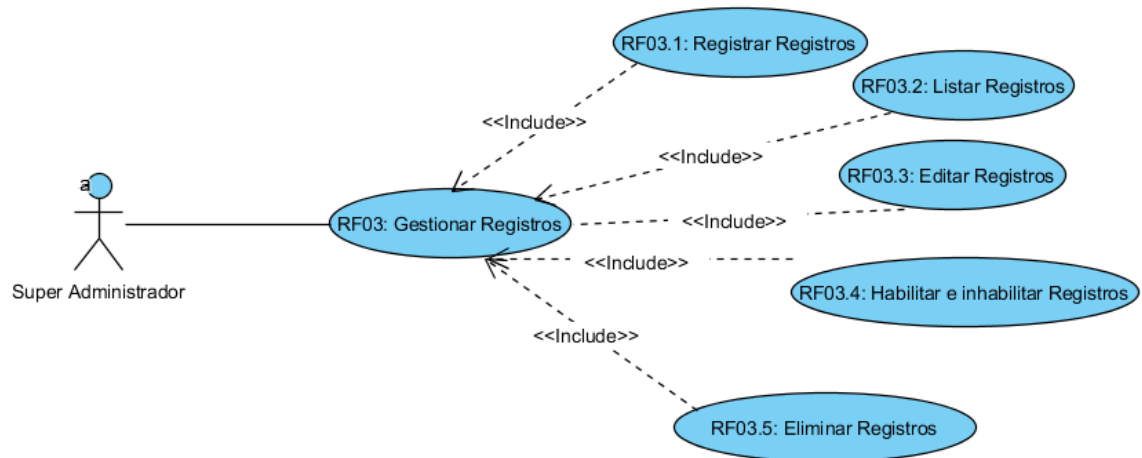 RF03.1: Registrar Registros
RF03.2: Listar Registros
<<Include>>
<<Include>>
RF03.3: Editar Registros
a
RF03: Gestionar Registros
<<Include>>
<<Include>>
Super Administrador
RF03.4: Habilitar e inhabilitar Registros
<<Include>>
RF03.5: Eliminar Registros